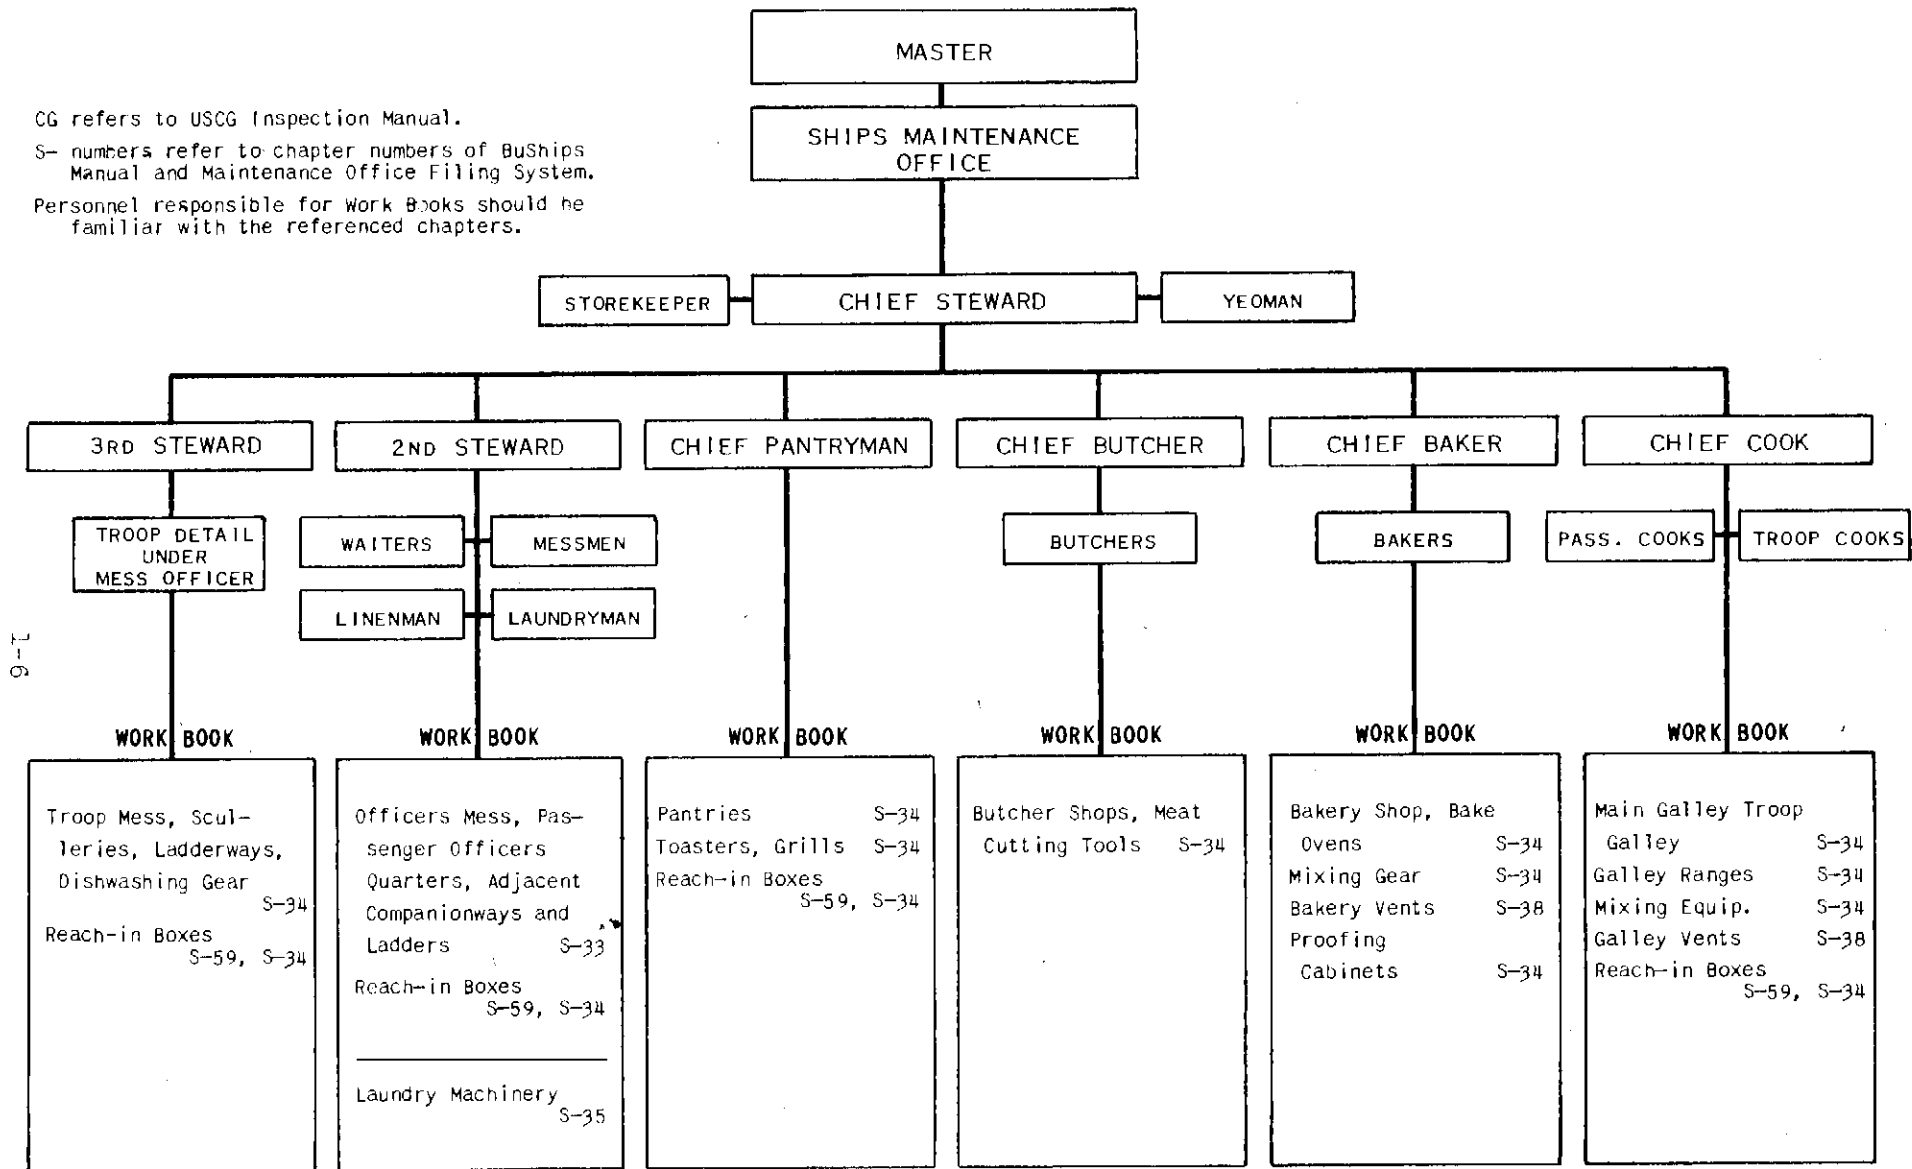 MASTER
CG refers to USCG Inspection Manual.
S- numbers refer to chapter numbers of BuShips
Manual and Maintenance Office Filing System.
Personnel responsible for Work Books should be
familiar with the referenced chapters.
SHIPS MAINTENANCE
OFFICE
STOREKEEPER
CHIEF STEWARD
YEOMAN
3RD STEWARD
2ND STEWARD
CHIEF PANTRYMAN
CHIEF BUTCHER
CHIEF BAKER
CHIEF COOK
TROOP DETAIL
UNDER
MESS OFFICER
WAITERS
MESSMEN
LINENMAN
LAUNDRYMAN
BUTCHERS
BAKERS
PASS. COOKS
TROOP COOKS
1-6
WORK BOOK
Troop Mess, Scul-
leries, Ladderways,
Dishwashing Gear
S-34
Reach-in Boxes
S-59, S-34
WORK BOOK
Officers Mess, Pas-
senger Officers
Quarters, Adjacent
Companionways and
Ladders S-33
Reach-in Boxes
S-59, S-34
Laundry Machinery
S-35
WORK BOOK
Pantries S-34
Toasters, Grills S-34
Reach-in Boxes
S-59, S-34
WORK BOOK
Butcher Shops, Meat
Cutting Tools S-34
WORK BOOK
Bakery Shop, Bake
Ovens S-34
Mixing Gear S-34
Bakery Vents S-38
Proofing
Cabinets S-34
WORK BOOK
Main Galley Troop
Galley S-34
Galley Ranges S-34
Mixing Equip. S-34
Galley Vents S-38
Reach-in Boxes
S-59, S-34